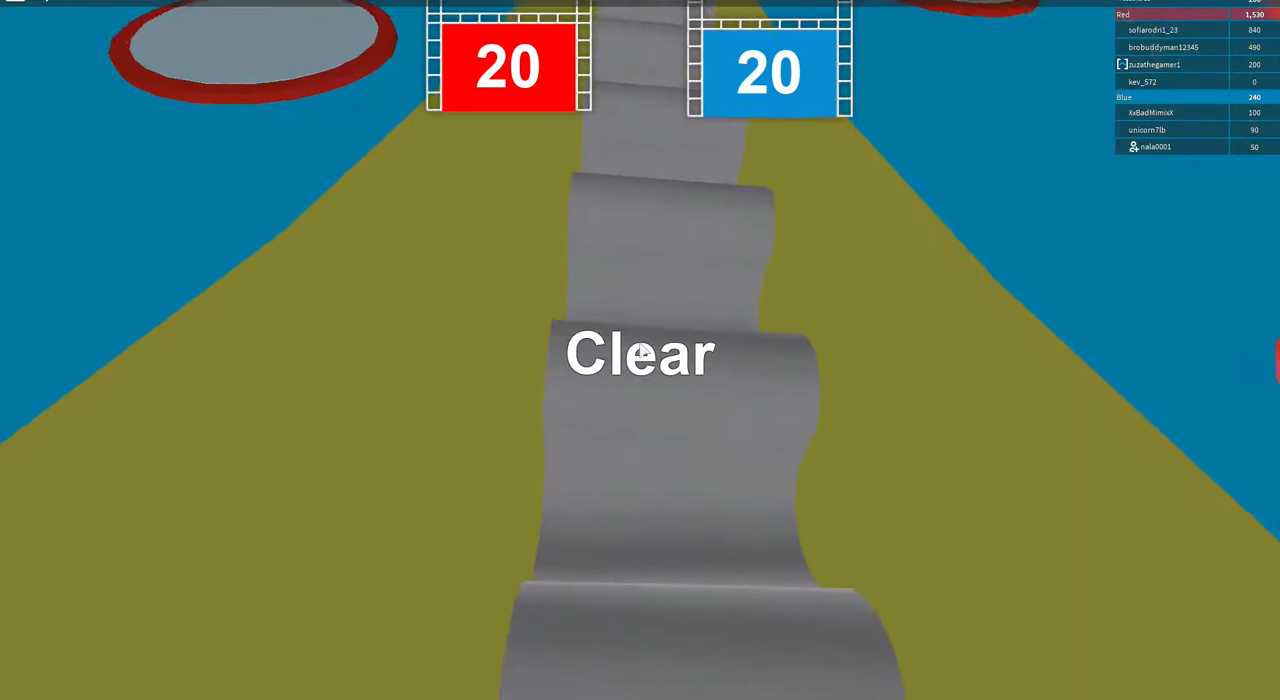 20
20
Red 1,530
sofiarodri1_23 840
brobuddyman12345 490
zuzathegamer1 200
kev_572 0
Blue 240
XxBadMimixX 100
unicorn7lb 90
nala0001 50
Clear